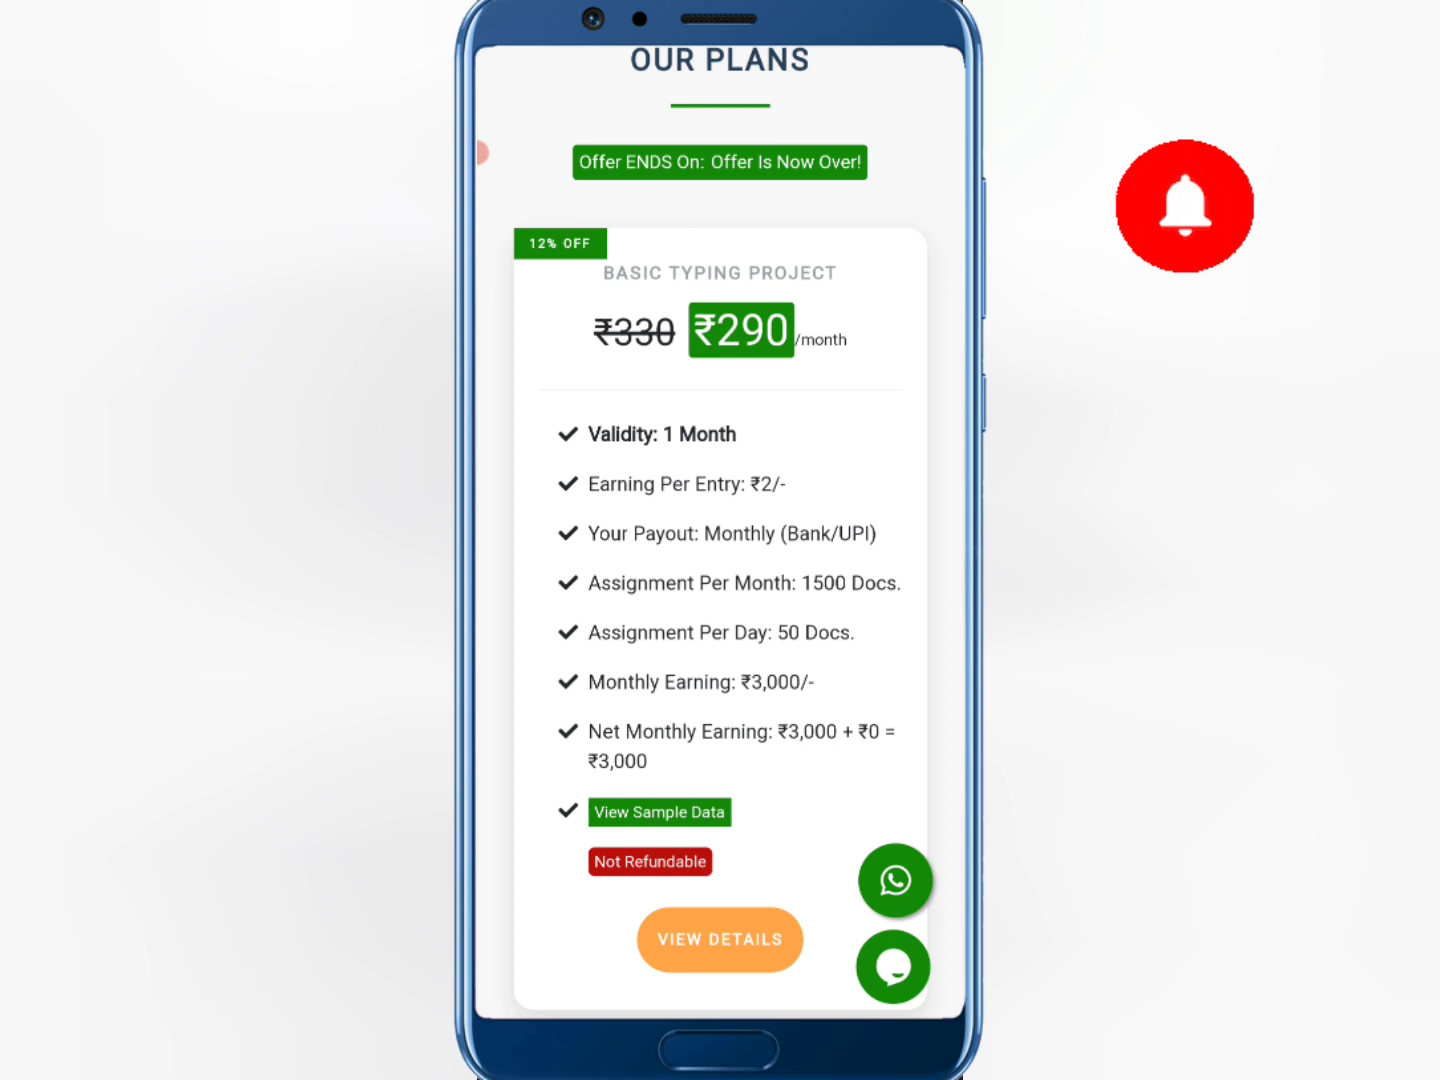 OUR PLANS
Offer ENDS On: Offer Is Now Over!
12% OFF
BASIC TYPING PROJECT
₹330 ₹290/month
Validity: 1 Month
Earning Per Entry: ₹2/-
Your Payout: Monthly (Bank/UPI)
Assignment Per Month: 1500 Docs.
Assignment Per Day: 50 Docs.
Monthly Earning: ₹3,000/-
Net Monthly Earning: ₹3,000 + ₹0 =
₹3,000
View Sample Data
Not Refundable
VIEW DETAILS